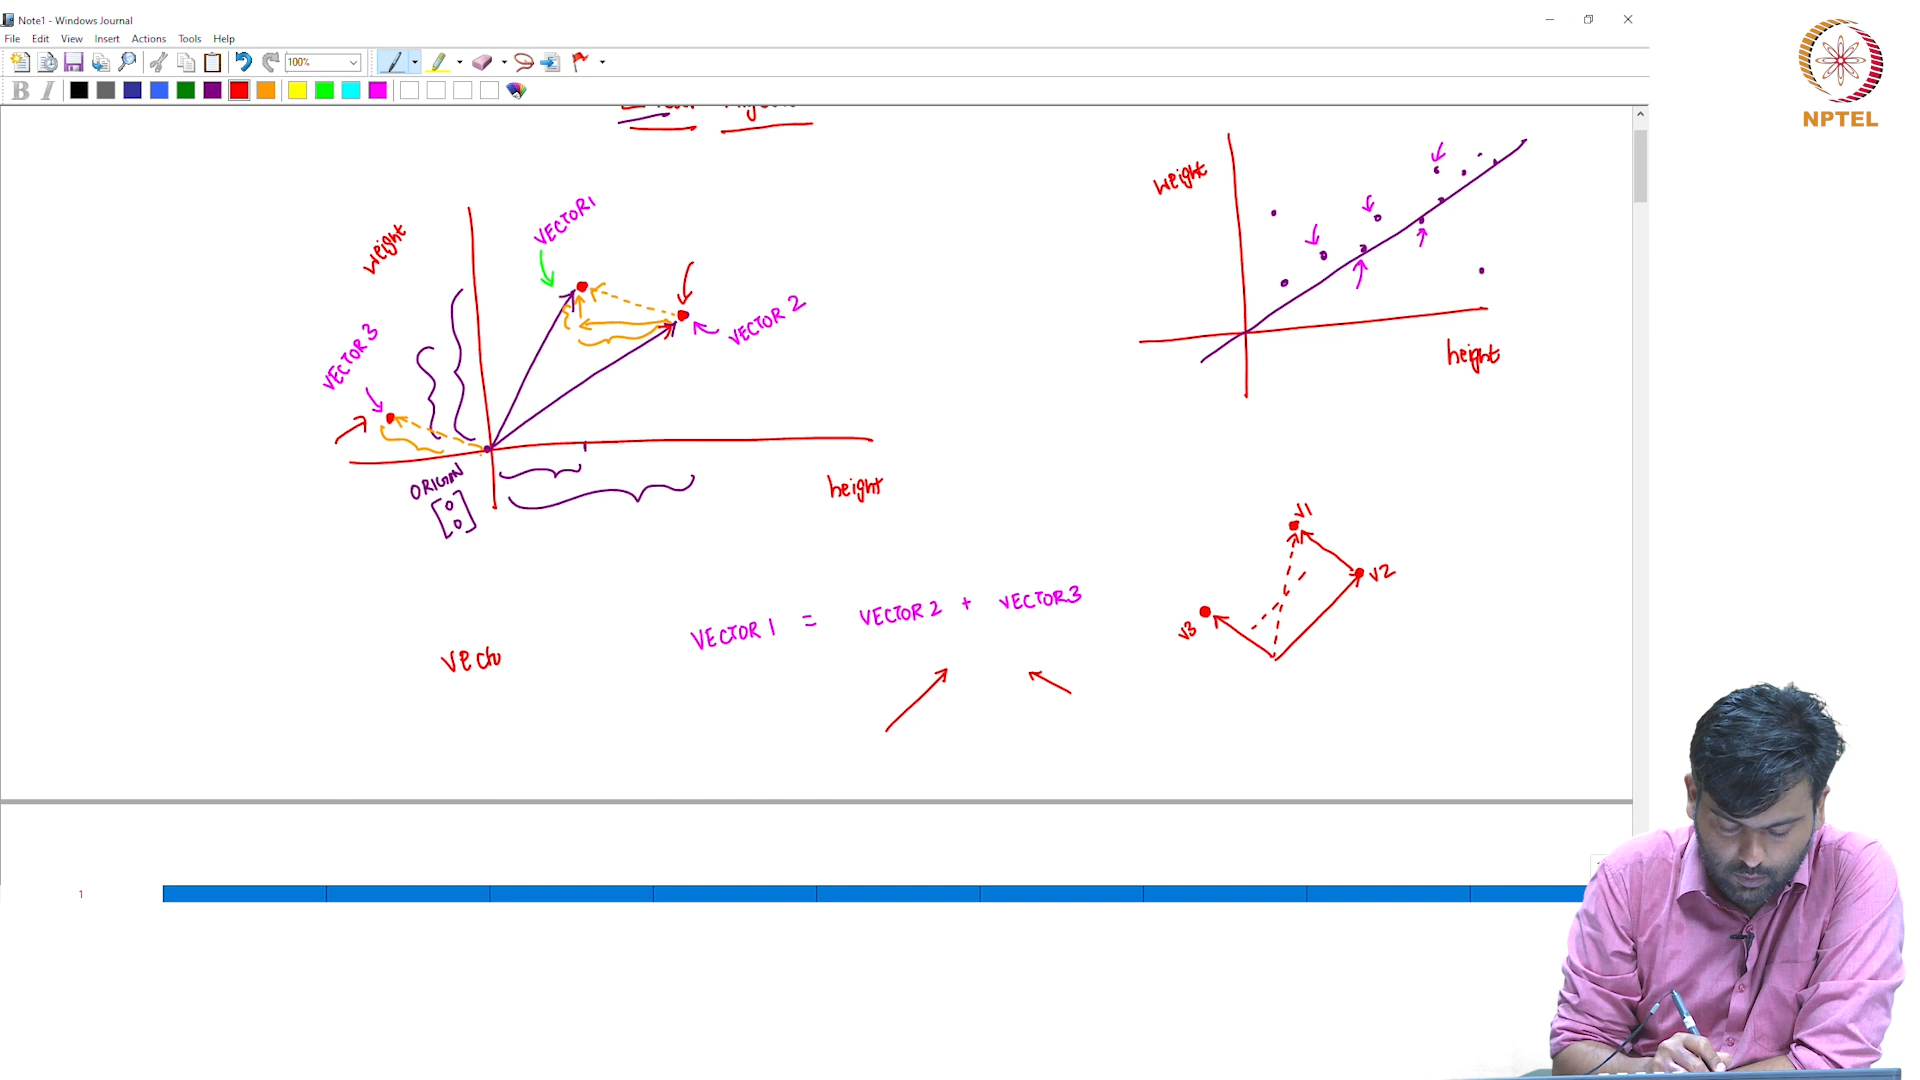 Note1 - Windows Journal
File Edit View Insert Actions Tools Help
100%
B I
NPTEL
weight
VECTOR1
VECTOR 2
VECTOR 3
ORIGIN
[0
0]
height
weight
height
V1
V2
V3
VECTOR 1 = VECTOR 2 + VECTOR3
vecto
1